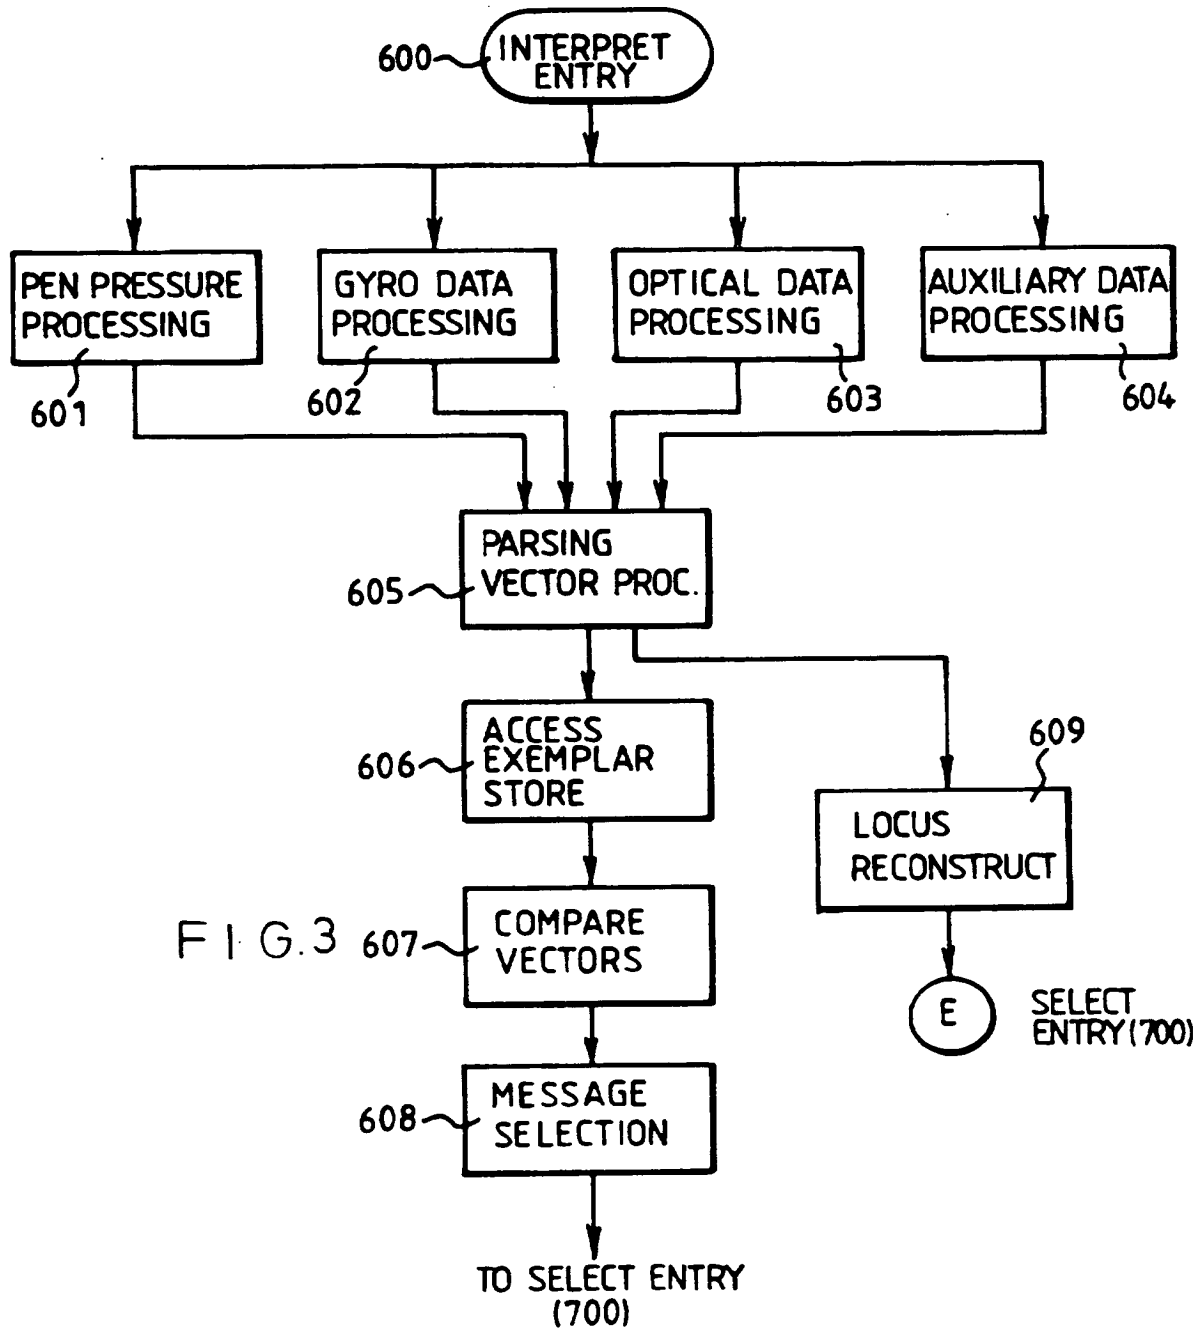 600
INTERPRET
ENTRY
PEN PRESSURE
PROCESSING
601
GYRO DATA
PROCESSING
602
OPTICAL DATA
PROCESSING
603
AUXILIARY DATA
PROCESSING
604
PARSING
VECTOR PROC.
605
ACCESS
EXEMPLAR
STORE
606
609
LOCUS
RECONSTRUCT
FIG.3
COMPARE
VECTORS
607
E
SELECT
ENTRY (700)
MESSAGE
SELECTION
608
TO SELECT ENTRY
(700)